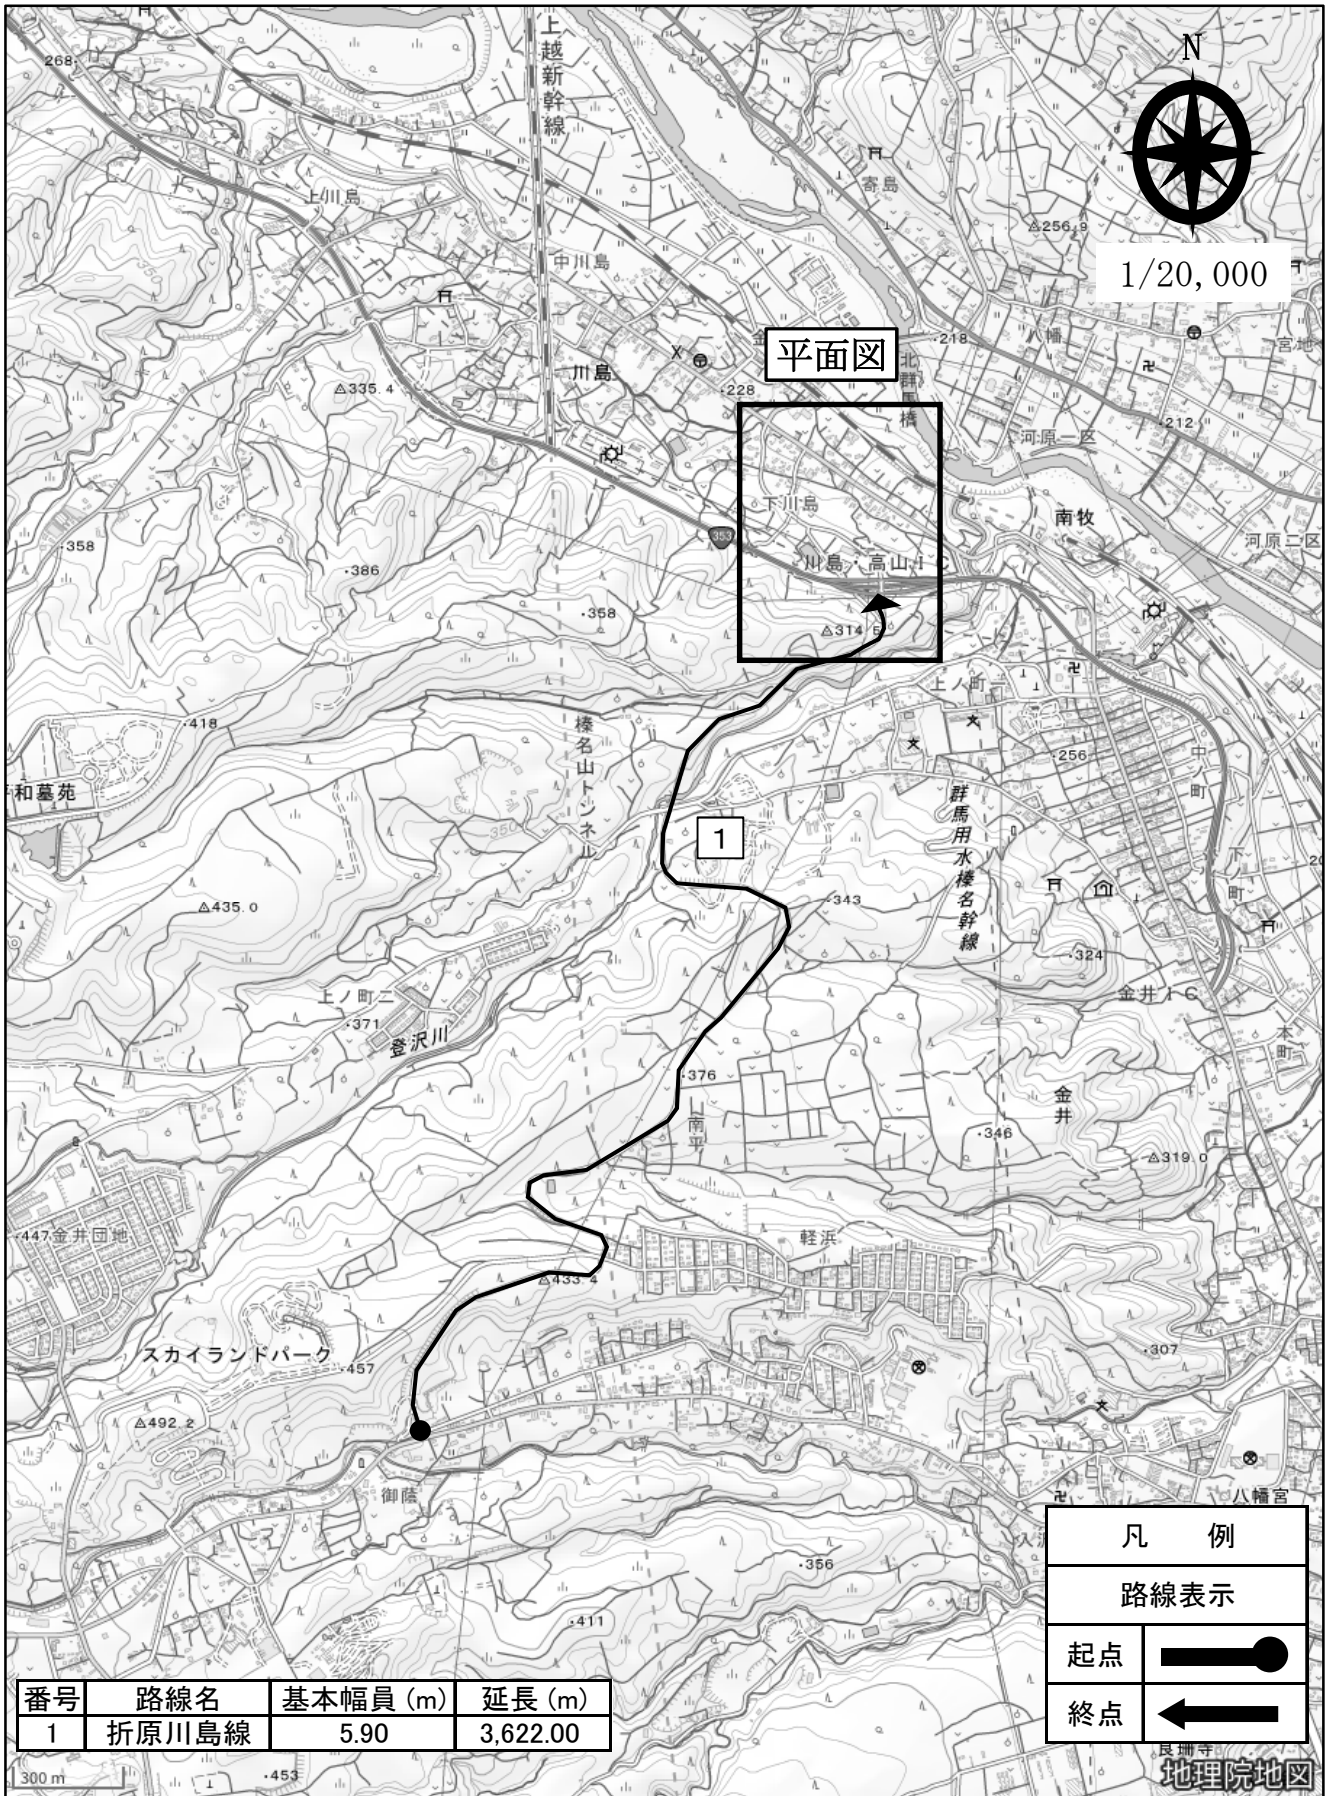 268
上越新幹線
N
上川島
寄島
△256.9
中川島
1/20,000
平面図
218
八幡
宮地
北群馬橋
川島
△335.4
228
212
河原一区
下川島
南牧
353
河原二区
358
386
川島・高山IC
358
△314
上ノ町一
418
榛名山トンネル
256
中ノ町
和墓苑
群馬用水榛名幹線
350
1
下ノ町
△435.0
343
324
上ノ町二
371
金井IC
登沢川
本町
376
金井
南平
346
△319.0
447
金井団地
軽浜
△433.4
スカイランドパーク
457
307
△492.2
御蔭
八幡宮
凡 例
356
路線表示
411
起点
終点
番号 路線名 基本幅員(m) 延長(m)
1 折原川島線 5.90 3,622.00
良珊寺
300 m
453
地理院地図